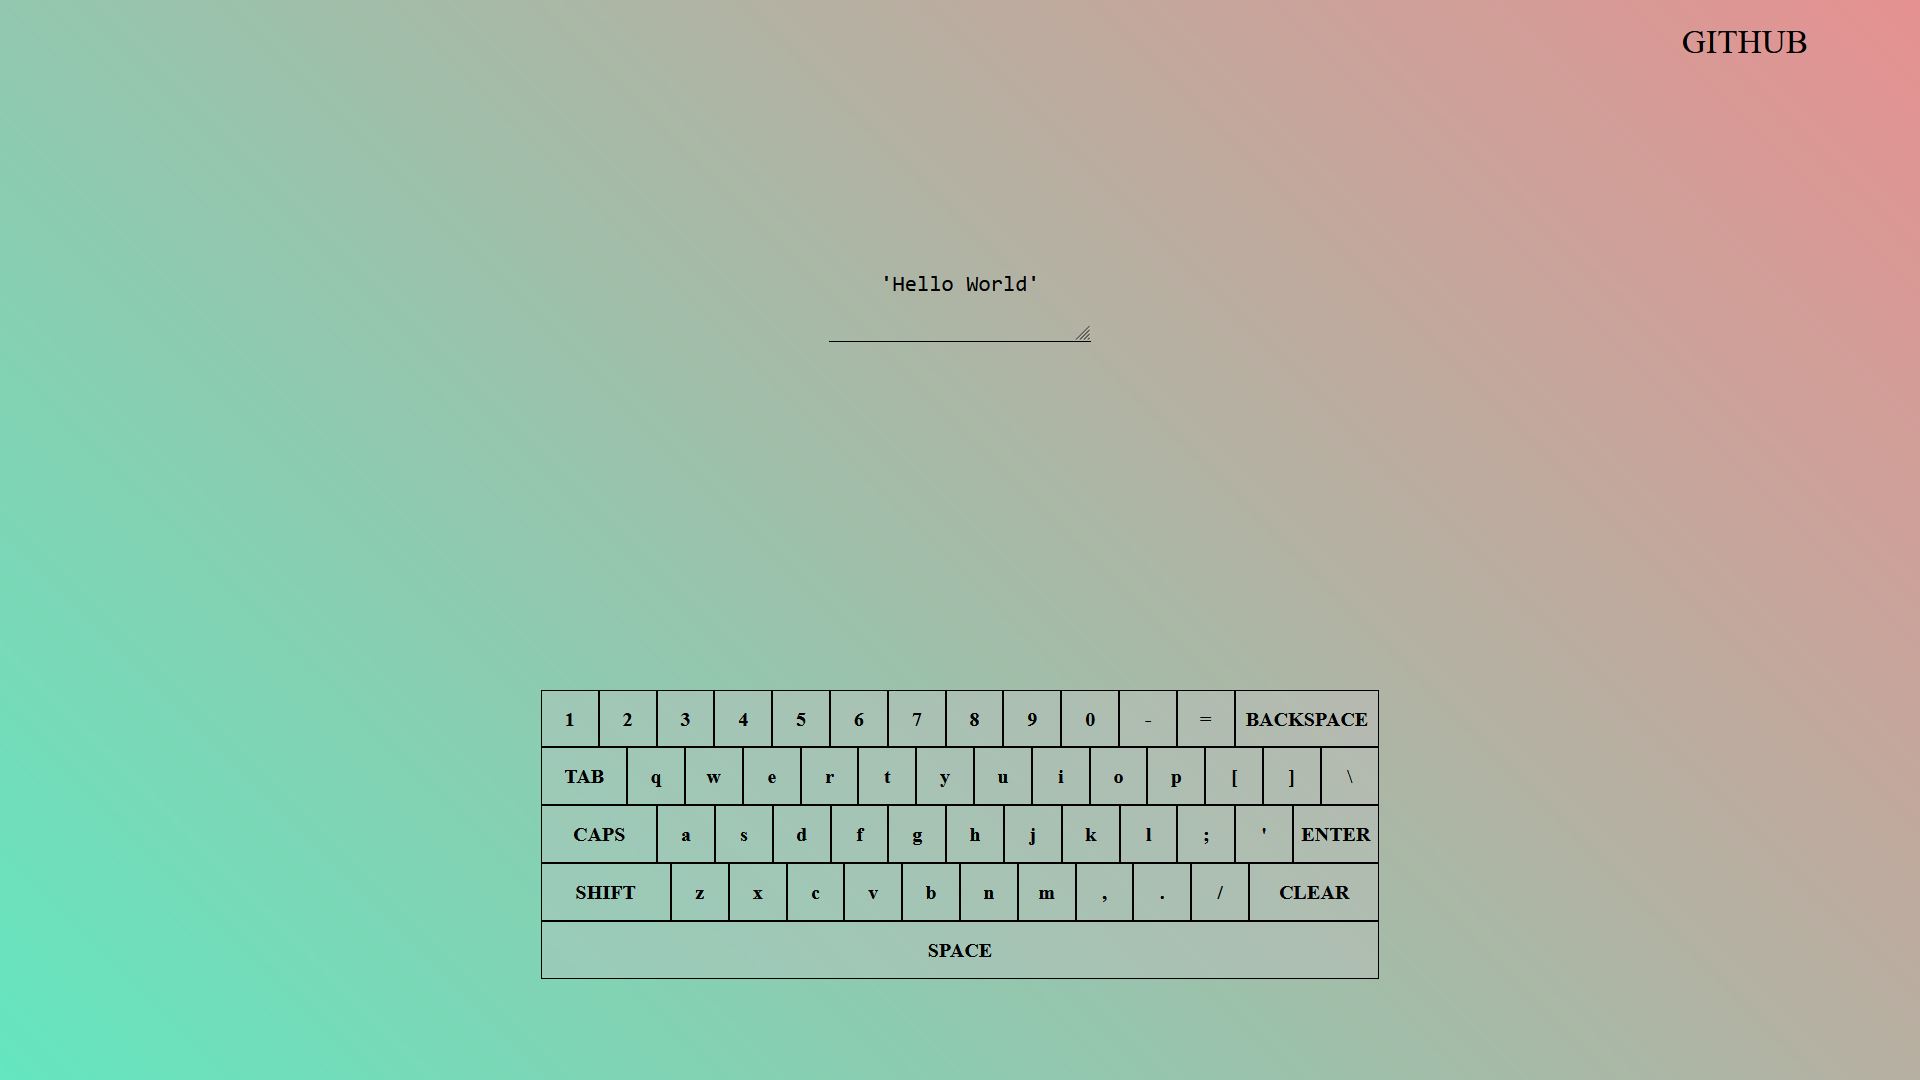 GITHUB
'Hello World'
1 2 3 4 5 6 7 8 9 0 - = BACKSPACE
TAB q w e r t y u i o p [ ] \
CAPS a s d f g h j k l ; ' ENTER
SHIFT z x c v b n m , . / CLEAR
SPACE